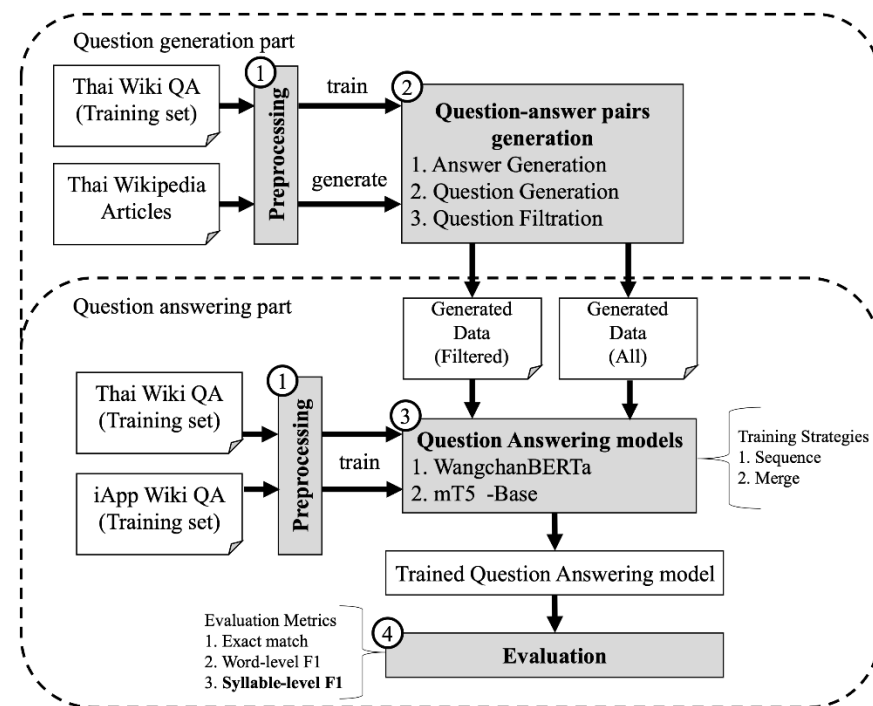 Question generation part
Thai Wiki QA
(Training set)
Thai Wikipedia
Articles
1
Preprocessing
train
generate
2
Question-answer pairs
generation
1. Answer Generation
2. Question Generation
3. Question Filtration
Question answering part
Generated
Data
(Filtered)
Generated
Data
(All)
Thai Wiki QA
(Training set)
iApp Wiki QA
(Training set)
1
Preprocessing
train
3
Question Answering models
1. WangchanBERTa
2. mT5 -Base
Training Strategies
1. Sequence
2. Merge
Trained Question Answering model
Evaluation Metrics
1. Exact match
2. Word-level F1
3. Syllable-level F1
4
Evaluation